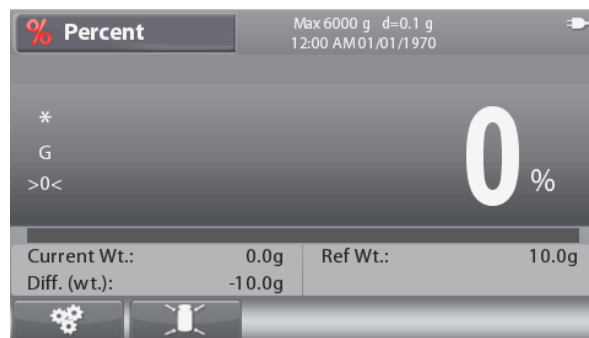 % Percent
Max 6000 g d=0.1 g
12:00 AM 01/01/1970
*
G
>0<
0 %
Current Wt.: 0.0g Ref Wt.: 10.0g
Diff. (wt.): -10.0g